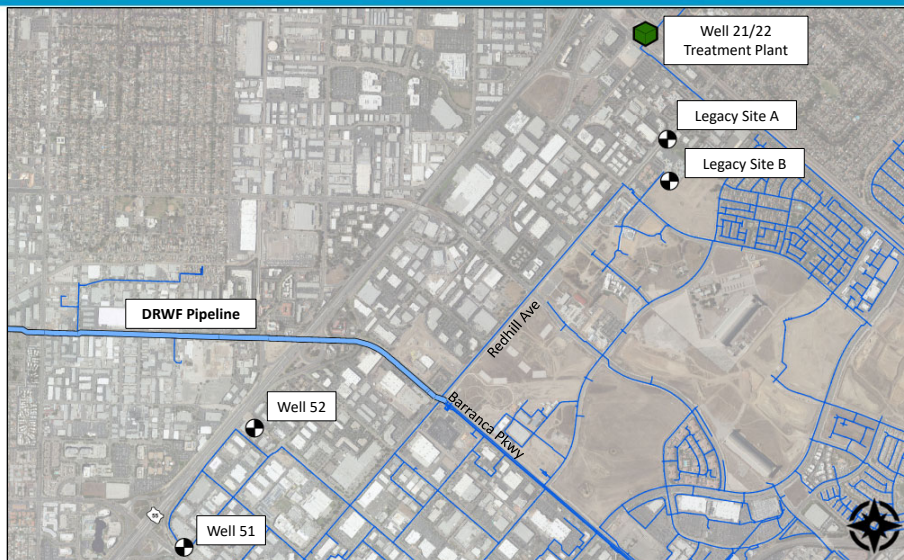 Well 21/22
Treatment Plant
Legacy Site A
Legacy Site B
DRWF Pipeline
Redhill Ave
Barranca Pkwy
Well 52
55
Well 51